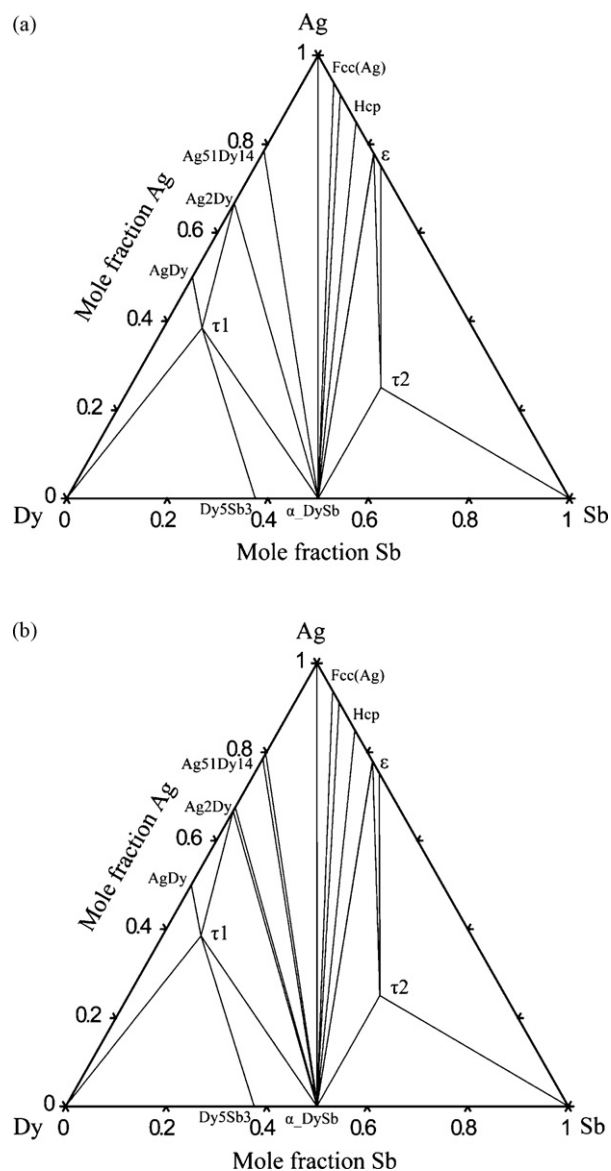 (a)
Ag
1
Fcc(Ag)
Hcp
0.8
ε
Ag51Dy14
Ag2Dy
0.6
Mole fraction Ag
AgDy
0.4
τ1
τ2
0.2
0
Dy
0
0.2
Dy5Sb3
0.4
α_DySb
0.6
0.8
1
Sb
Mole fraction Sb
(b)
Ag
1
Fcc(Ag)
Hcp
0.8
ε
Ag51Dy14
Ag2Dy
0.6
Mole fraction Ag
AgDy
0.4
τ1
τ2
0.2
0
Dy
0
0.2
Dy5Sb3
0.4
α_DySb
0.6
0.8
1
Sb
Mole fraction Sb